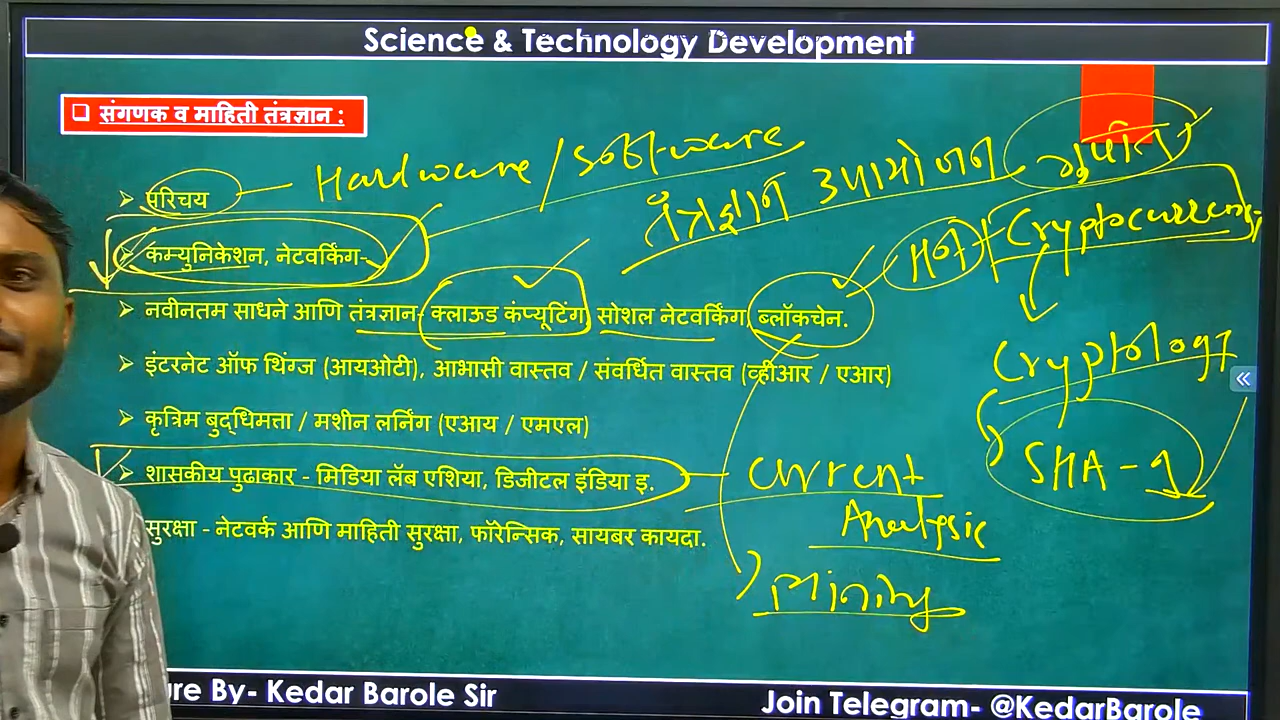 Science & Technology Development
❑ संगणक व माहिती तंत्रज्ञान :
➢ परिचय
Hardware / Software
तंत्रज्ञान उपायोजन
➢ कम्युनिकेशन, नेटवर्किंग-
HOT
Cryptocurrency
➢ नवीनतम साधने आणि तंत्रज्ञान- क्लाऊड कंप्यूटिंग, सोशल नेटवर्किंग, ब्लॉकचेन.
Cryptology
➢ इंटरनेट ऑफ थिंग्ज (आयओटी), आभासी वास्तव / संवर्धित वास्तव (व्हीआर / एआर)
➢ कृत्रिम बुद्धिमत्ता / मशीन लर्निंग (एआय / एमएल)
SHA-1
➢ शासकीय पुढाकार - मिडिया लॅब एशिया, डिजीटल इंडिया इ.
current
Analysis
सुरक्षा - नेटवर्क आणि माहिती सुरक्षा, फॉरेन्सिक, सायबर कायदा.
Mining
ure By- Kedar Barole Sir
Join Telegram- @KedarBarole